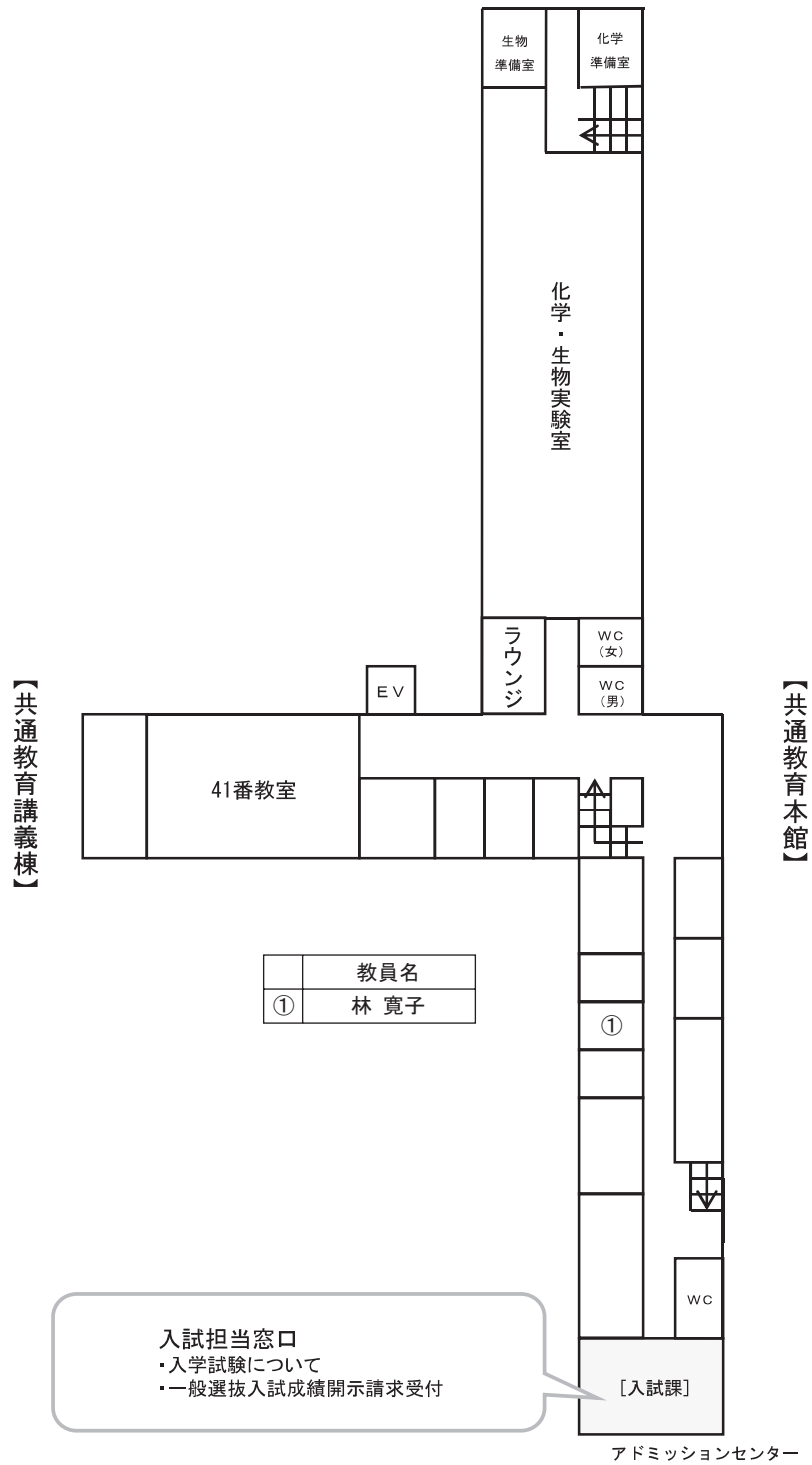 生物
準備室
化学
準備室
化学・生物実験室
ラウンジ
WC
(女)
WC
(男)
EV
【共通教育講義棟】
【共通教育本館】
41番教室
教員名
① 林 寛子
①
WC
入試担当窓口
・入学試験について
・一般選抜入試成績開示請求受付
[入試課]
アドミッションセンター